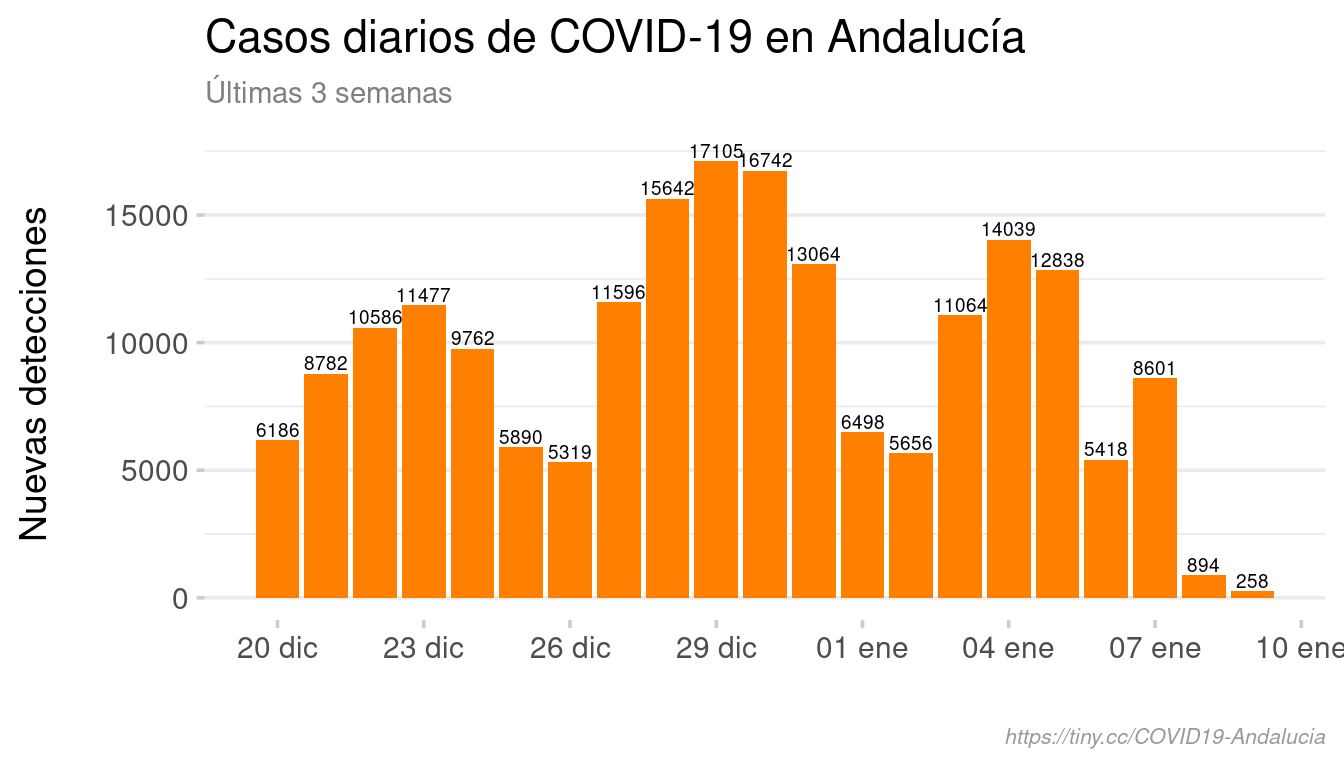 Casos diarios de COVID-19 en Andalucía
Últimas 3 semanas
Nuevas detecciones
15000
10000
5000
0
6186
8782
10586
11477
9762
5890
5319
11596
15642
17105
16742
13064
6498
5656
11064
14039
12838
5418
8601
894
258
20 dic
23 dic
26 dic
29 dic
01 ene
04 ene
07 ene
10 ene
https://tiny.cc/COVID19-Andalucia